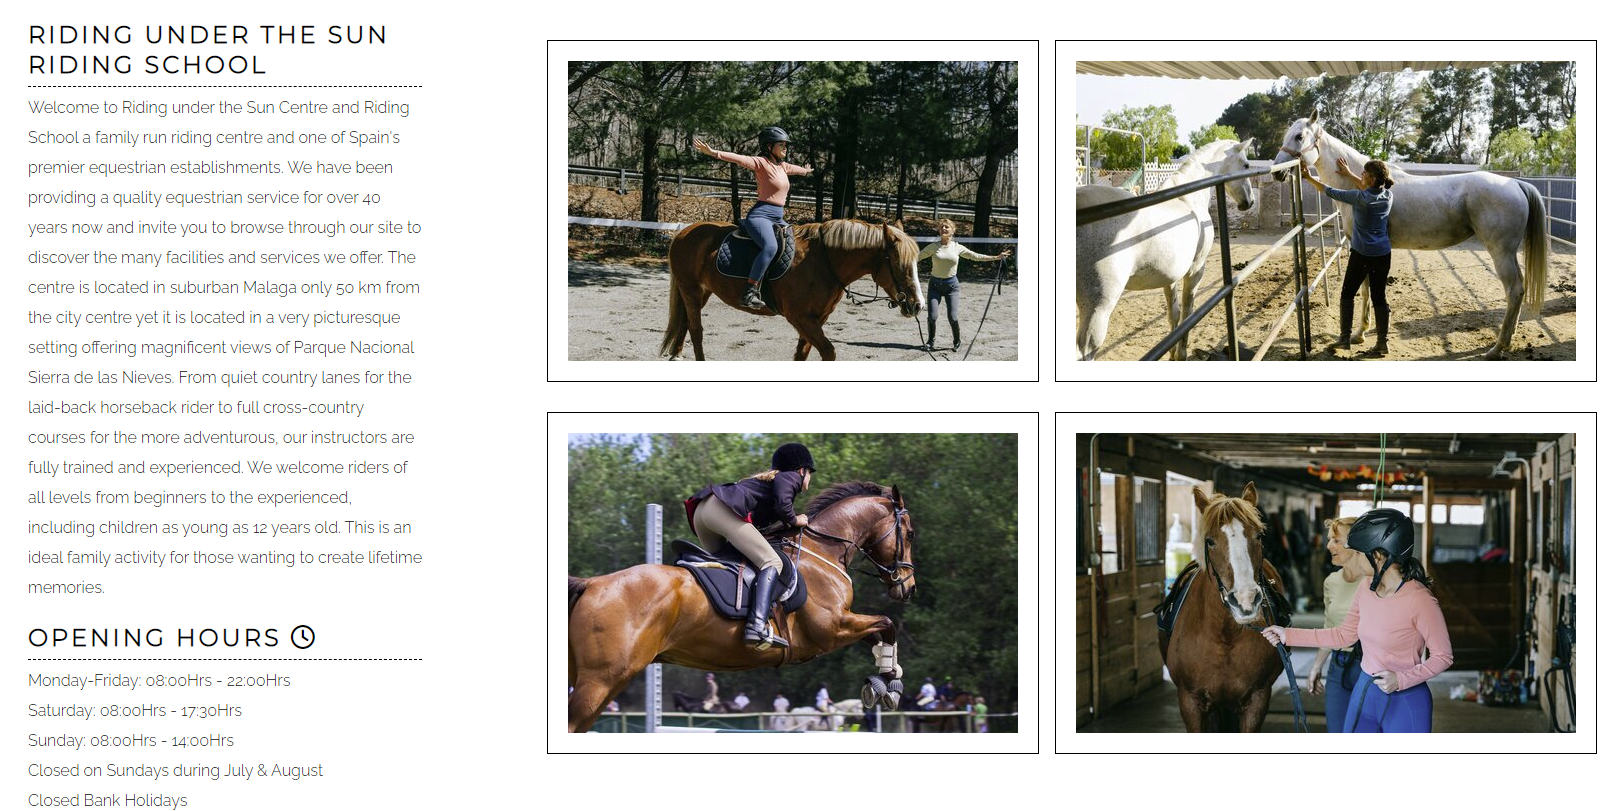 RIDING UNDER THE SUN
RIDING SCHOOL
Welcome to Riding under the Sun Centre and Riding
School a family run riding centre and one of Spain's
premier equestrian establishments. We have been
providing a quality equestrian service for over 40
years now and invite you to browse through our site to
discover the many facilities and services we offer. The
centre is located in suburban Malaga only 50 km from
the city centre yet it is located in a very picturesque
setting offering magnificent views of Parque Nacional
Sierra de las Nieves. From quiet country lanes for the
laid-back horseback rider to full cross-country
courses for the more adventurous, our instructors are
fully trained and experienced. We welcome riders of
all levels from beginners to the experienced,
including children as young as 12 years old. This is an
ideal family activity for those wanting to create lifetime
memories.
OPENING HOURS
Monday-Friday: 08:00Hrs - 22:00Hrs
Saturday: 08:00Hrs - 17:30Hrs
Sunday: 08:00Hrs - 14:00Hrs
Closed on Sundays during July & August
Closed Bank Holidays